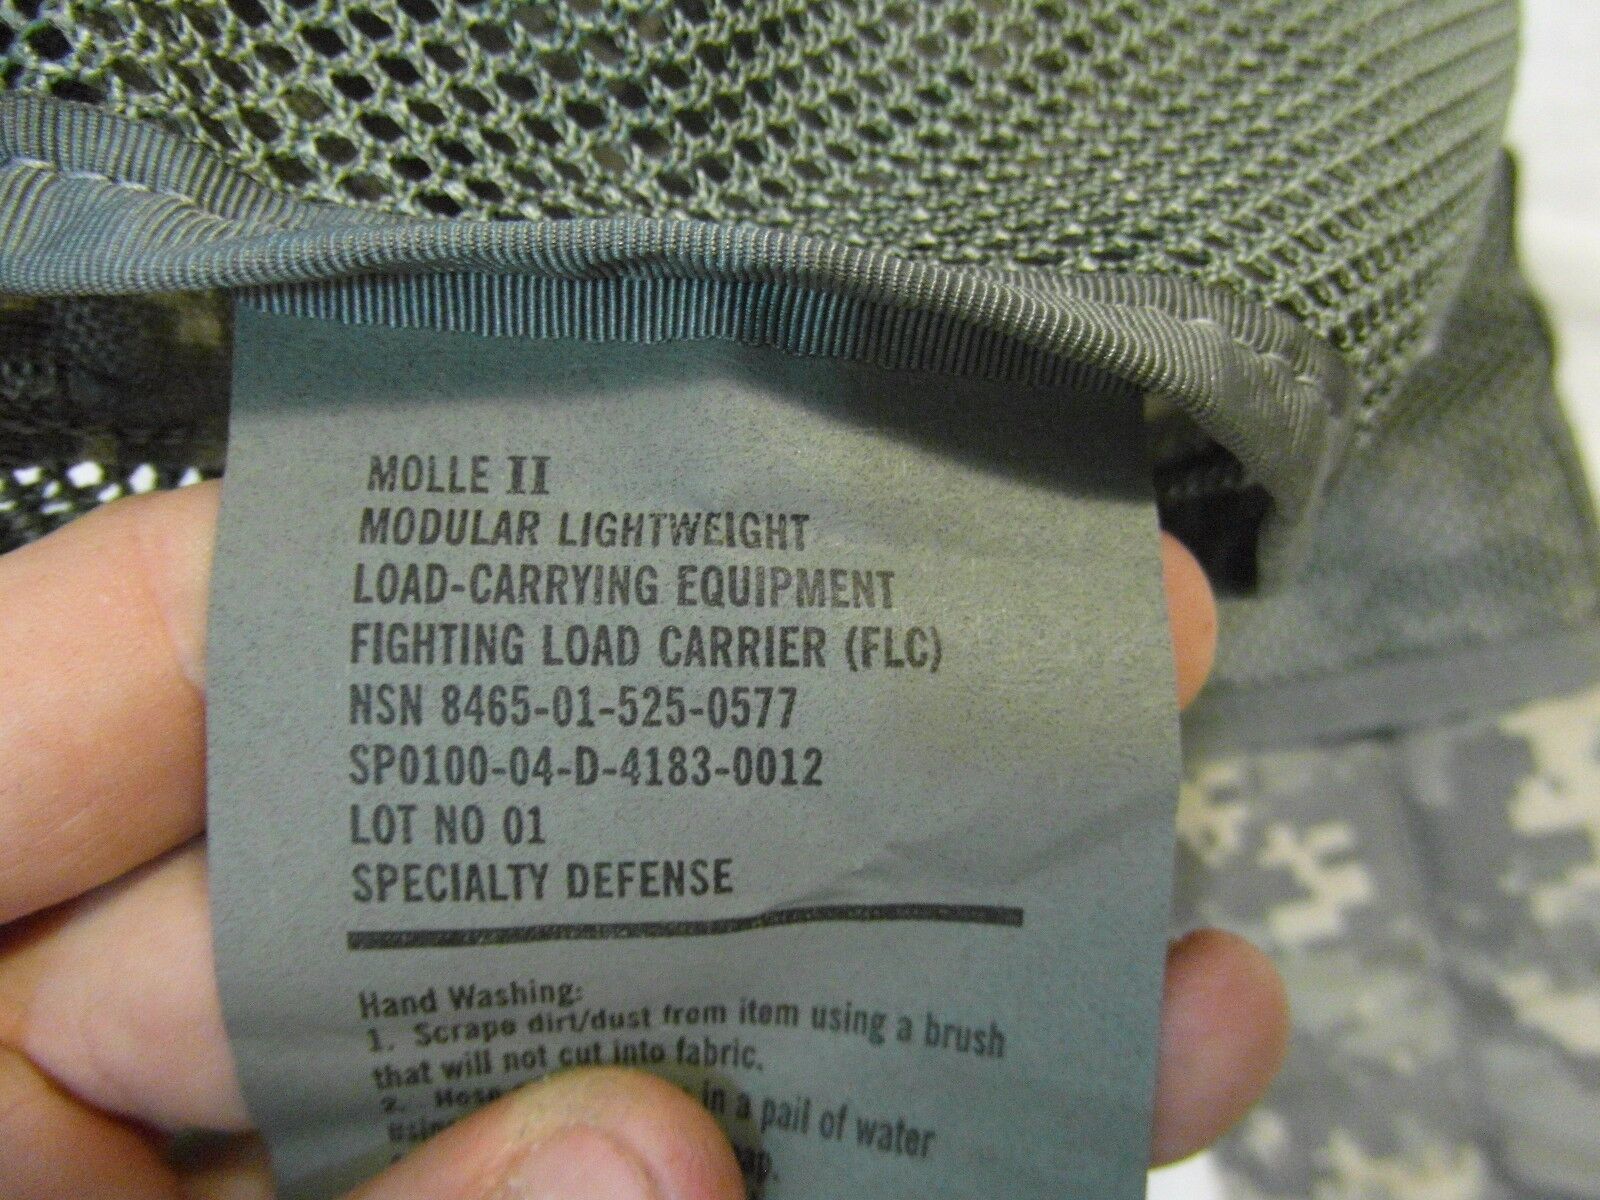 MOLLE II
MODULAR LIGHTWEIGHT
LOAD-CARRYING EQUIPMENT
FIGHTING LOAD CARRIER (FLC)
NSN 8465-01-525-0577
SP0100-04-D-4183-0012
LOT NO 01
SPECIALTY DEFENSE
Hand Washing:
1. Scrape dirt/dust from item using a brush
that will not cut into fabric.
2. Hose in a pail of water